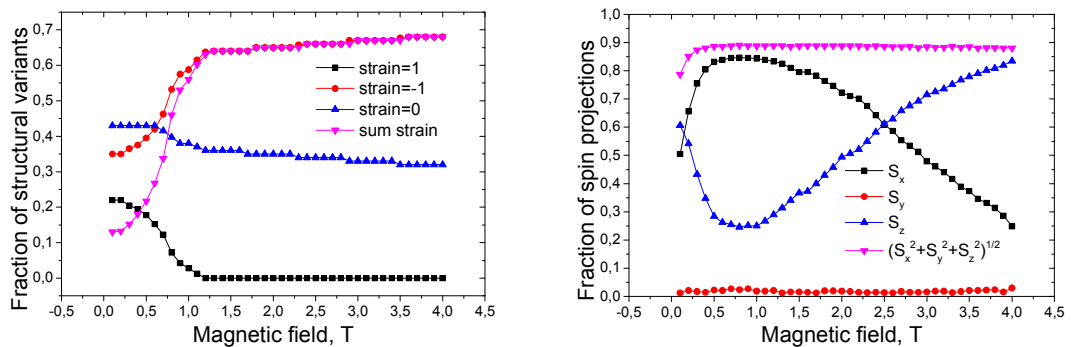 0,7
0,6
0,5
0,4
0,3
0,2
0,1
0,0
Fraction of structural variants
strain=1
strain=-1
strain=0
sum strain
-0,5 0,0 0,5 1,0 1,5 2,0 2,5 3,0 3,5 4,0 4,5
Magnetic field, T
1,0
0,9
0,8
0,7
0,6
0,5
0,4
0,3
0,2
0,1
0,0
Fraction of spin projections
Sx
Sy
Sz
(Sx²+Sy²+Sz²)^1/2
-0,5 0,0 0,5 1,0 1,5 2,0 2,5 3,0 3,5 4,0 4,5
Magnetic field, T